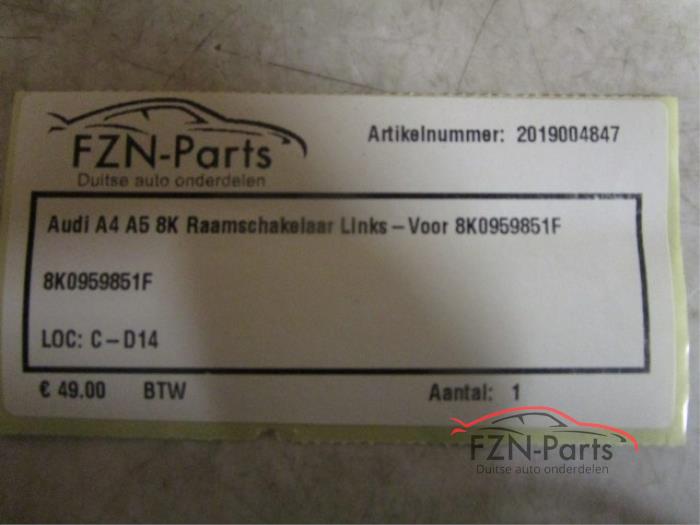 FZN-Parts
Duitse auto onderdelen
Artikelnummer: 2019004847
Audi A4 A5 8K Raamschakelaar Links-Voor 8K0959851F
8K0959851F
LOC: C-D14
€ 49.00 BTW Aantal: 1
FZN-Parts
Duitse auto onderdelen